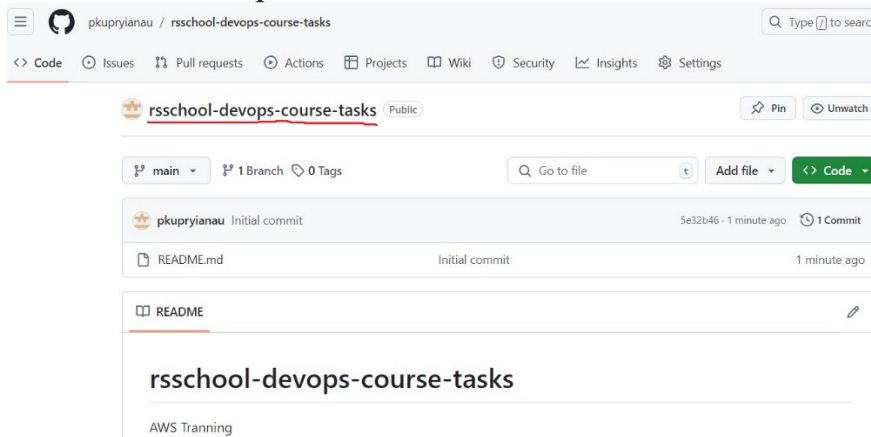 pkupryianau / rsschool-devops-course-tasks Type / to searc
Code Issues Pull requests Actions Projects Wiki Security Insights Settings
rsschool-devops-course-tasks Public Pin Unwatch
main 1 Branch 0 Tags Go to file t Add file Code
pkupryianau Initial commit 5e32b46 · 1 minute ago 1 Commit
README.md Initial commit 1 minute ago
README
rsschool-devops-course-tasks
AWS Tranning